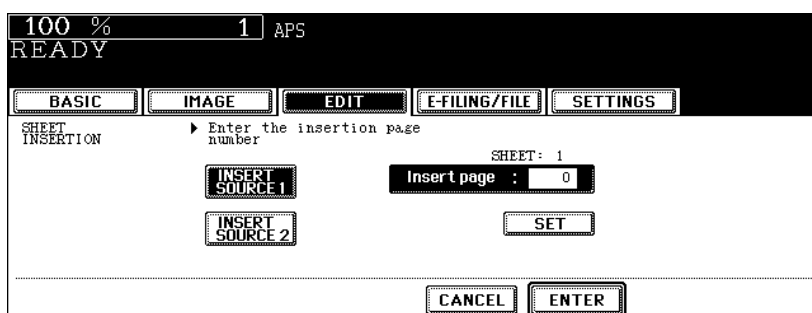 100 % 1 APS
READY
BASIC IMAGE EDIT E-FILING/FILE SETTINGS
SHEET INSERTION
Enter the insertion page number
SHEET: 1
INSERT SOURCE 1
Insert page : 0
INSERT SOURCE 2
SET
CANCEL ENTER